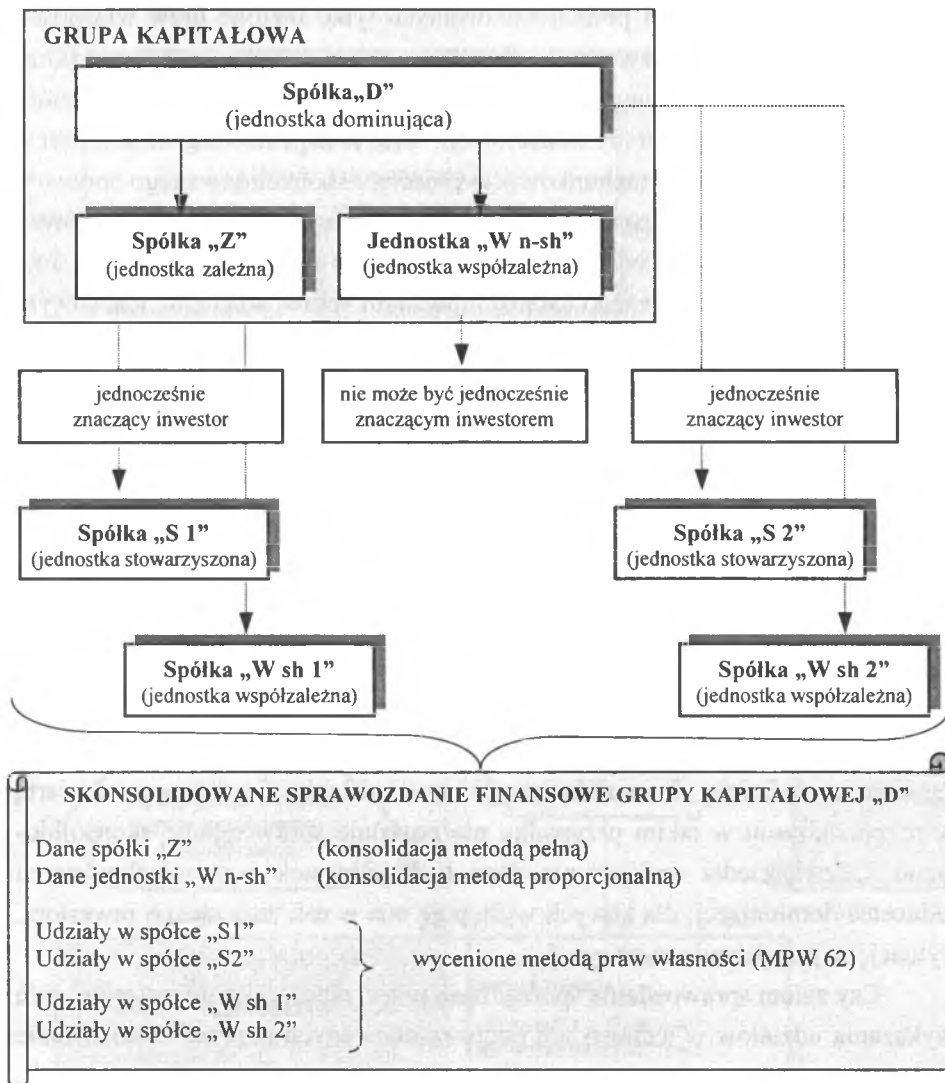 GRUPA KAPITAŁOWA
Spółka„D”
(jednostka dominująca)
Spółka „Z”
(jednostka zależna)
Jednostka „W n-sh”
(jednostka współzależna)
jednocześnie
znaczący inwestor
nie może być jednocześnie
znaczącym inwestorem
jednocześnie
znaczący inwestor
Spółka „S 1”
(jednostka stowarzyszona)
Spółka „S 2”
(jednostka stowarzyszona)
Spółka „W sh 1”
(jednostka współzależna)
Spółka „W sh 2”
(jednostka współzależna)
SKONSOLIDOWANE SPRAWOZDANIE FINANSOWE GRUPY KAPITAŁOWEJ „D”
Dane spółki „Z” (konsolidacja metodą pełną)
Dane jednostki „W n-sh” (konsolidacja metodą proporcjonalną)
Udziały w spółce „S1”
Udziały w spółce „S2” wycenione metodą praw własności (MPW 62)
Udziały w spółce „W sh 1”
Udziały w spółce „W sh 2”